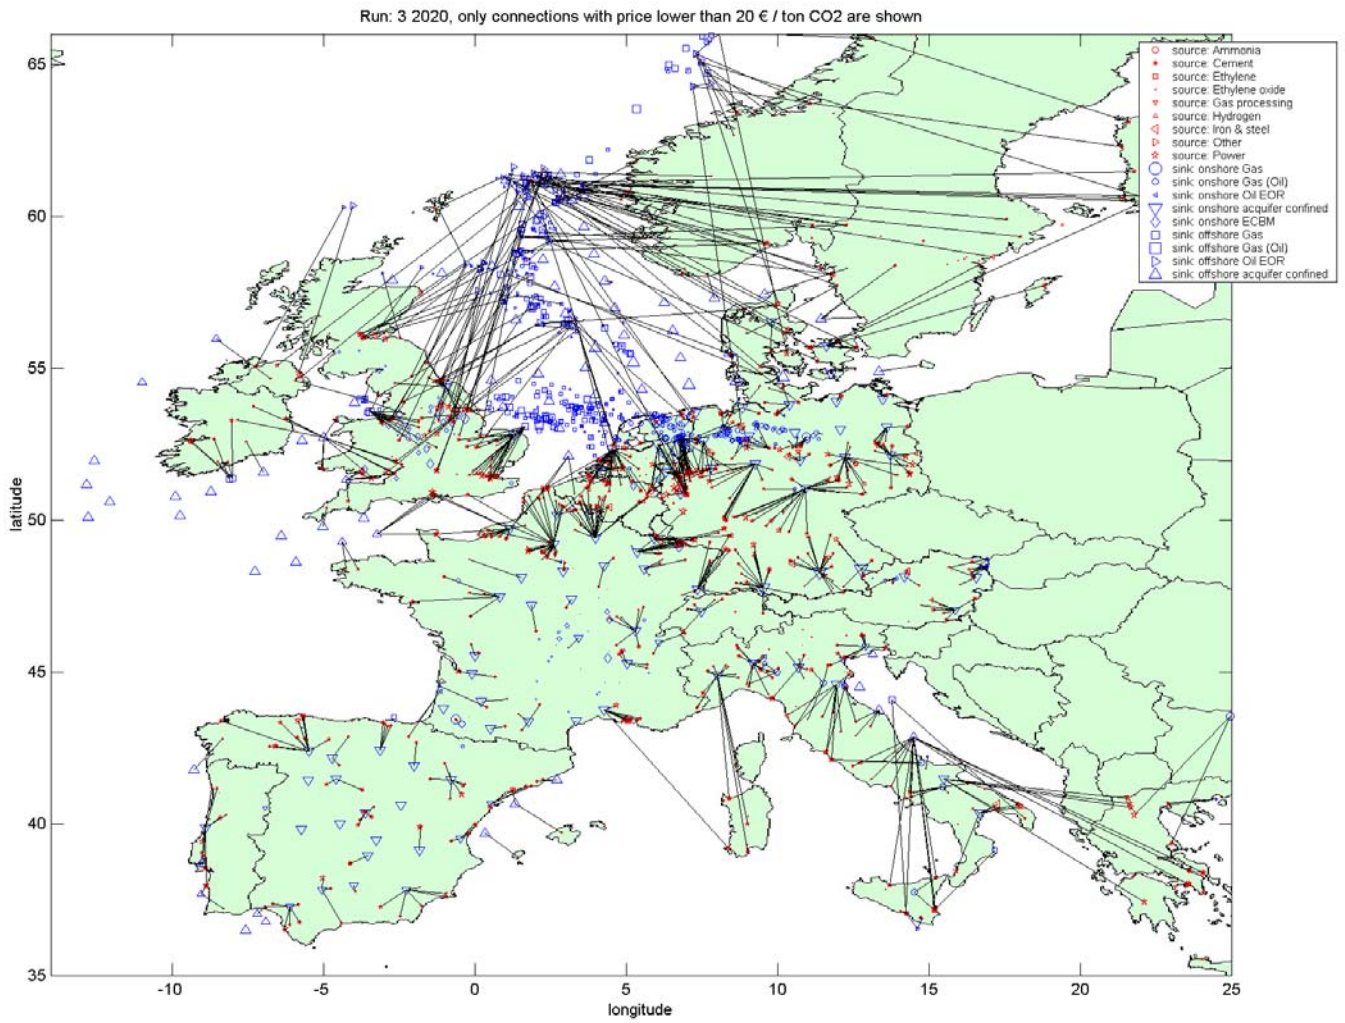 Run: 3 2020, only connections with price lower than 20 € / ton CO2 are shown
source: Ammonia
source: Cement
source: Ethylene
source: Ethylene oxide
source: Gas processing
source: Hydrogen
source: Iron & steel
source: Other
source: Power
sink: onshore Gas
sink: onshore Gas (Oil)
sink: onshore Oil EOR
sink: onshore acquifer confined
sink: onshore ECBM
sink: offshore Gas
sink: offshore Gas (Oil)
sink: offshore Oil EOR
sink: offshore acquifer confined
65
60
55
50
45
40
35
latitude
-10 -5 0 5 10 15 20 25
longitude